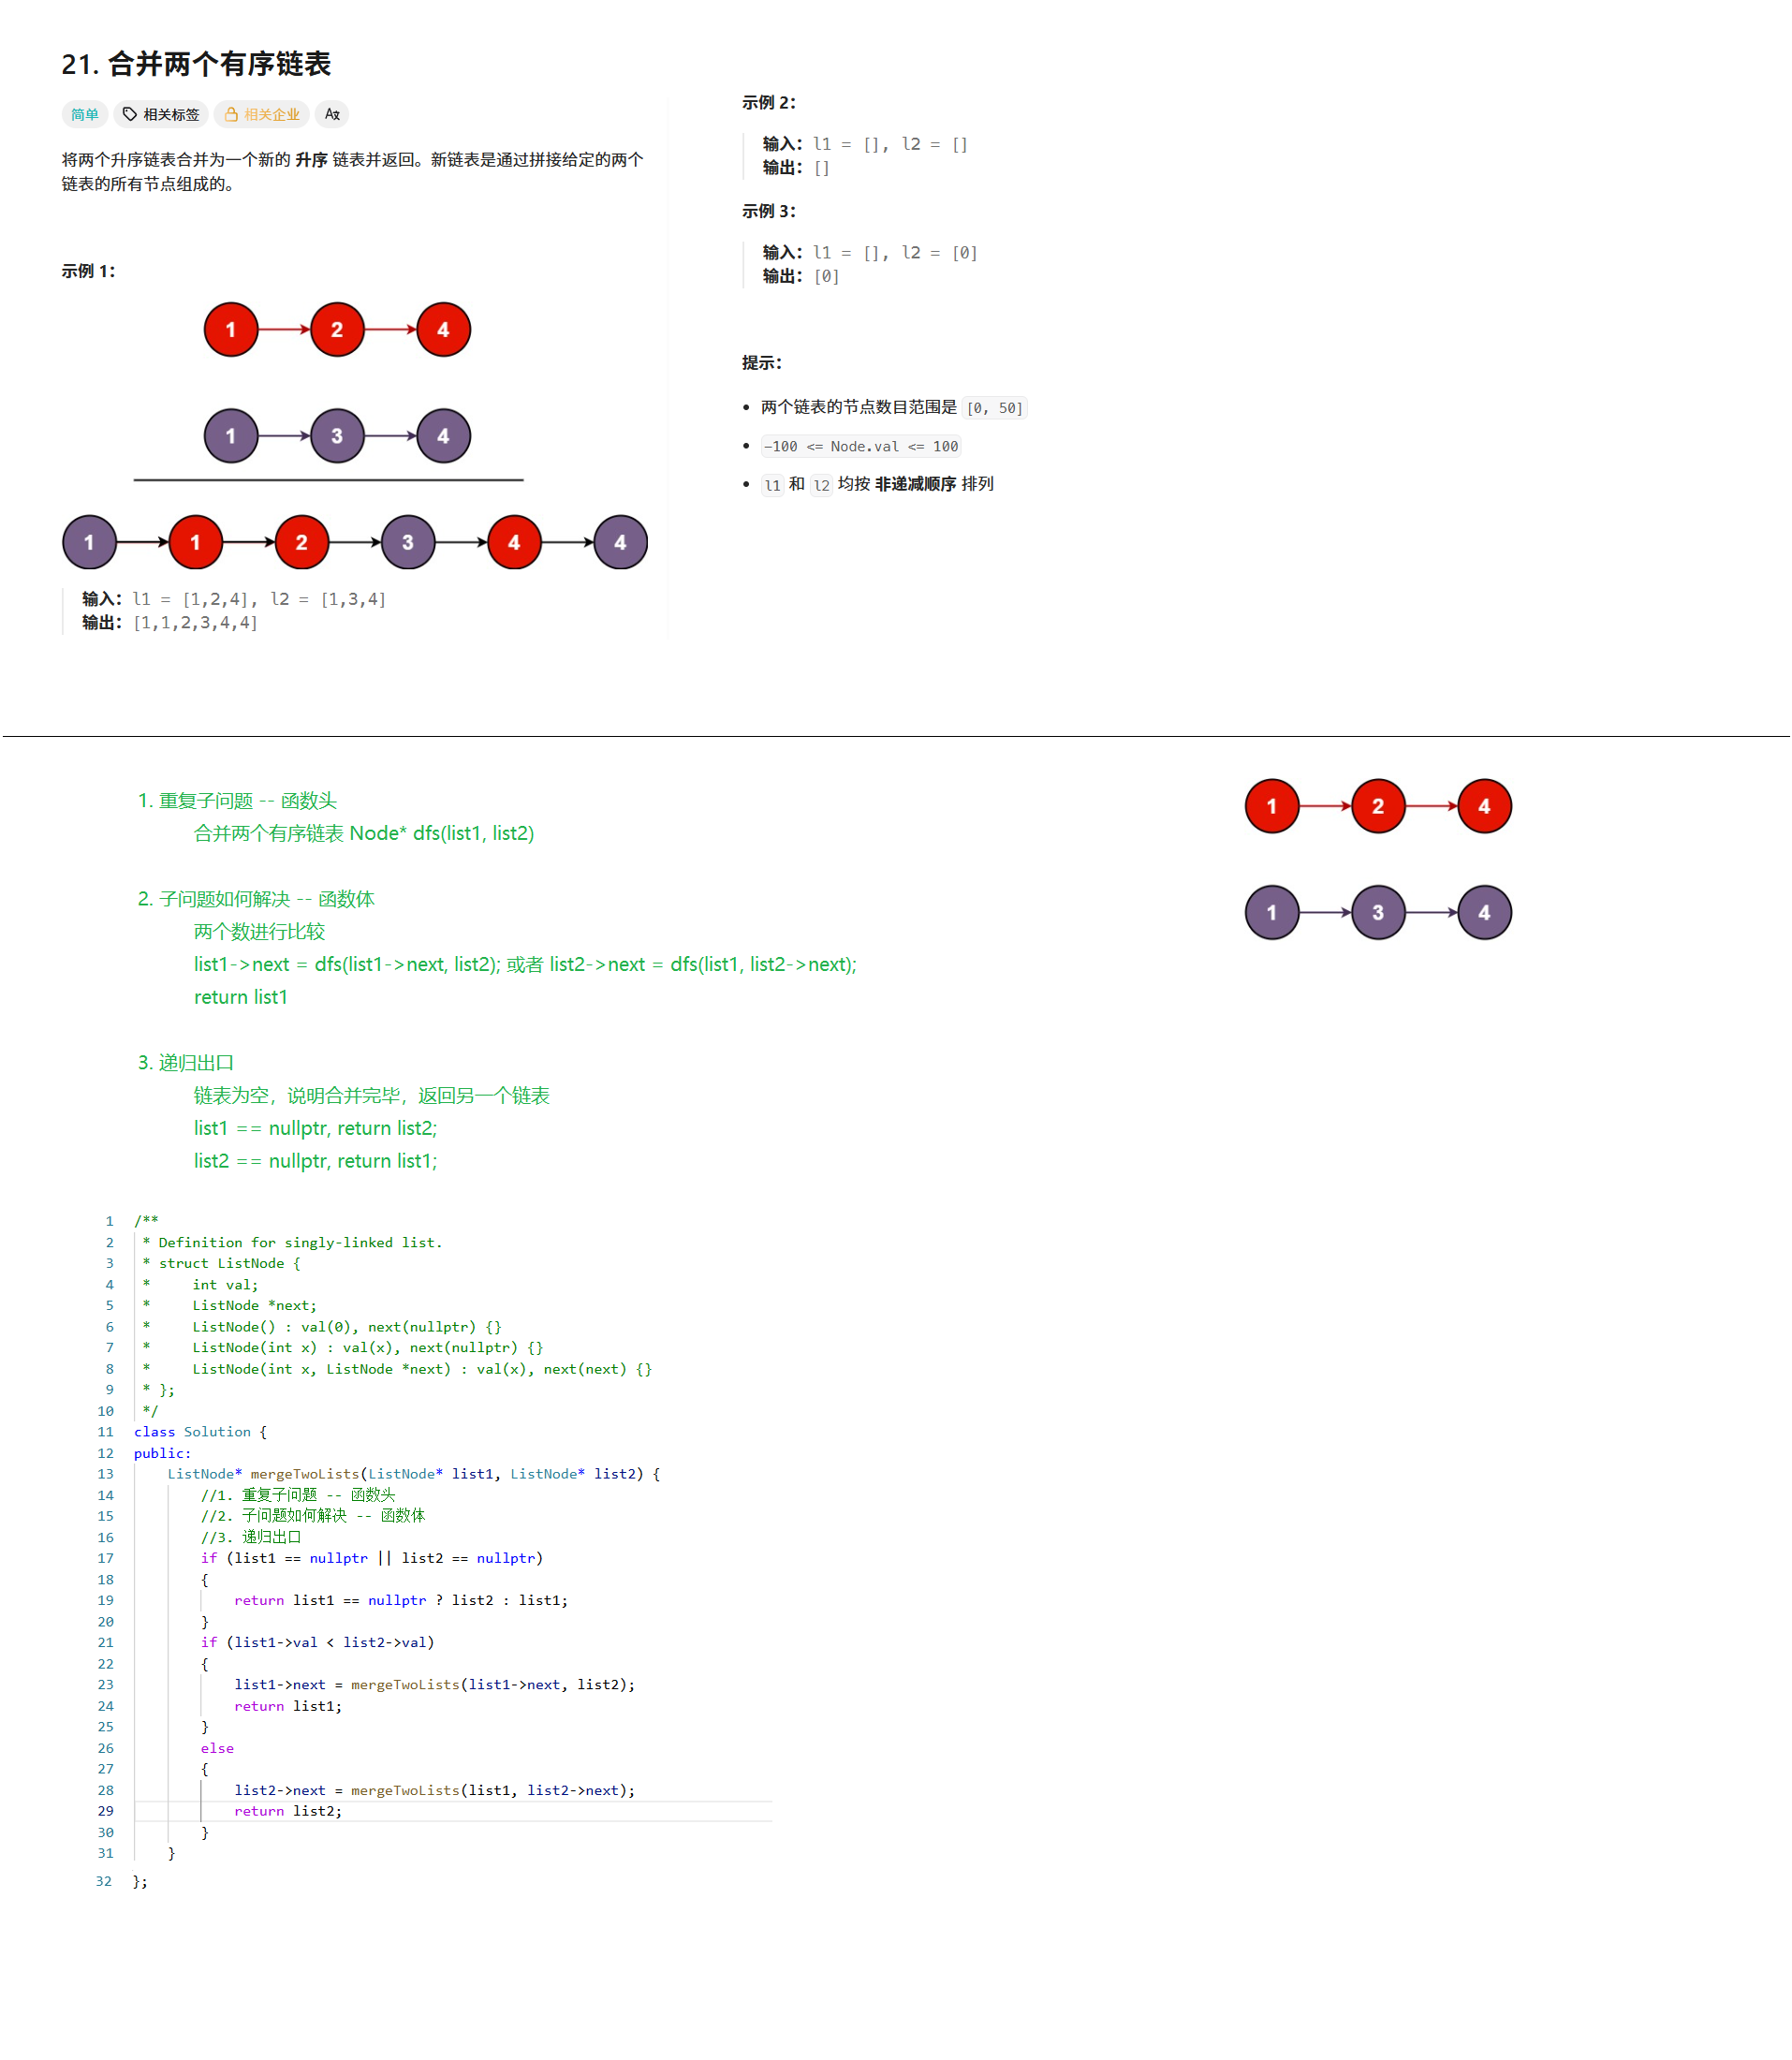 21. 合并两个有序链表
简单 相关标签 相关企业 A文
将两个升序链表合并为一个新的 升序 链表并返回。新链表是通过拼接给定的两个
链表的所有节点组成的。
示例 1:
1 2 4
1 3 4
1 1 2 3 4 4
输入: l1 = [1,2,4], l2 = [1,3,4]
输出: [1,1,2,3,4,4]
示例 2:
输入: l1 = [], l2 = []
输出: []
示例 3:
输入: l1 = [], l2 = [0]
输出: [0]
提示:
• 两个链表的节点数目范围是 [0, 50]
• -100 <= Node.val <= 100
• l1 和 l2 均按 非递减顺序 排列
1. 重复子问题 -- 函数头
合并两个有序链表 Node* dfs(list1, list2)
2. 子问题如何解决 -- 函数体
两个数进行比较
list1->next = dfs(list1->next, list2); 或者 list2->next = dfs(list1, list2->next);
return list1
3. 递归出口
链表为空，说明合并完毕，返回另一个链表
list1 == nullptr, return list2;
list2 == nullptr, return list1;
1 2 4
1 3 4
1 /**
2 * Definition for singly-linked list.
3 * struct ListNode {
4 *     int val;
5 *     ListNode *next;
6 *     ListNode() : val(0), next(nullptr) {}
7 *     ListNode(int x) : val(x), next(nullptr) {}
8 *     ListNode(int x, ListNode *next) : val(x), next(next) {}
9 * };
10 */
11 class Solution {
12 public:
13     ListNode* mergeTwoLists(ListNode* list1, ListNode* list2) {
14         //1. 重复子问题 -- 函数头
15         //2. 子问题如何解决 -- 函数体
16         //3. 递归出口
17         if (list1 == nullptr || list2 == nullptr)
18         {
19             return list1 == nullptr ? list2 : list1;
20         }
21         if (list1->val < list2->val)
22         {
23             list1->next = mergeTwoLists(list1->next, list2);
24             return list1;
25         }
26         else
27         {
28             list2->next = mergeTwoLists(list1, list2->next);
29             return list2;
30         }
31     }
32 };